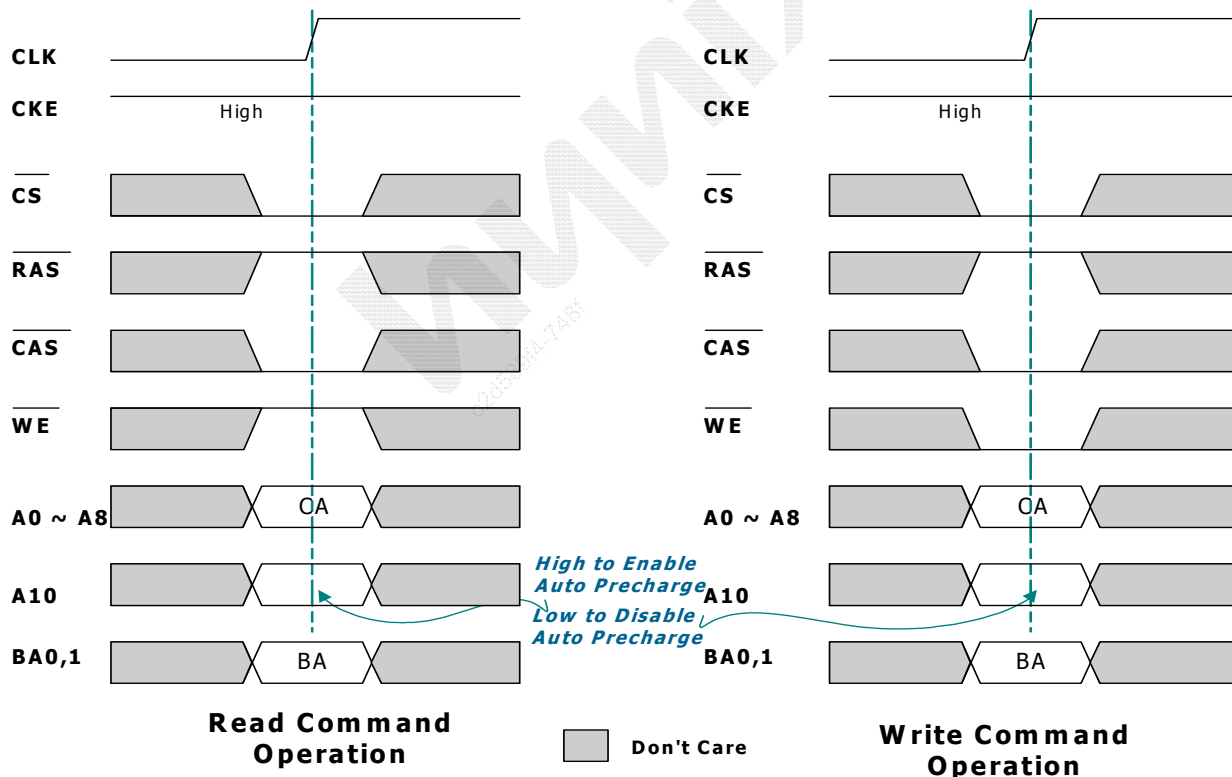 CLK
CKE
High
CS
RAS
CAS
WE
A0 ~ A8
CA
A10
BA0,1
BA
Read Command
Operation
High to Enable
Auto Precharge
Low to Disable
Auto Precharge
Don't Care
CLK
CKE
High
CS
RAS
CAS
WE
A0 ~ A8
CA
A10
BA0,1
BA
Write Command
Operation